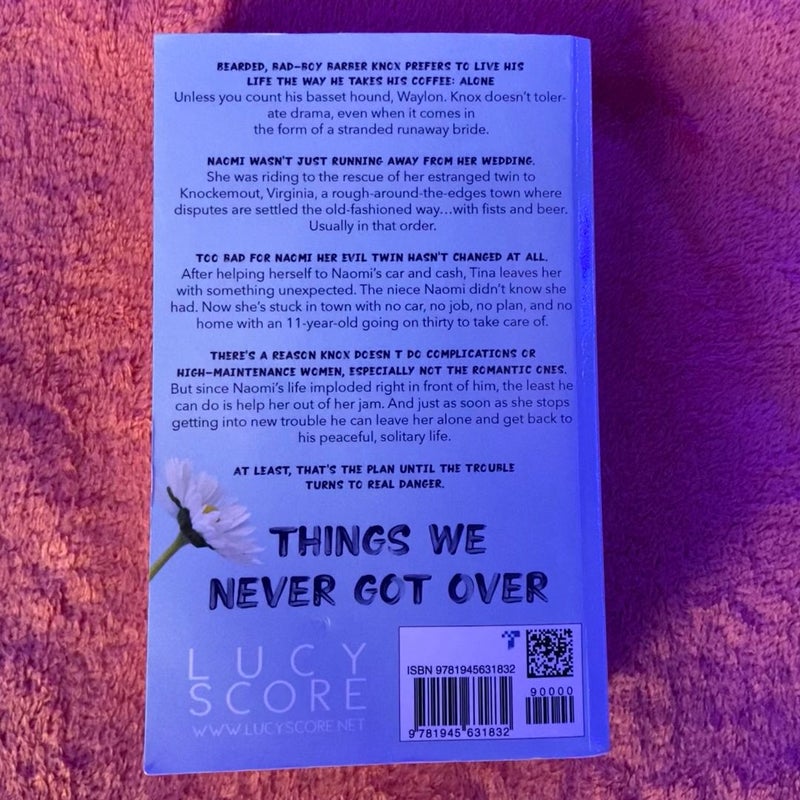 BEARDED, BAD-BOY BARBER KNOX PREFERS TO LIVE HIS
LIFE THE WAY HE TAKES HIS COFFEE: ALONE
Unless you count his basset hound, Waylon. Knox doesn't toler-
ate drama, even when it comes in
the form of a stranded runaway bride.
NAOMI WASN'T JUST RUNNING AWAY FROM HER WEDDING.
She was riding to the rescue of her estranged twin to
Knockemout, Virginia, a rough-around-the-edges town where
disputes are settled the old-fashioned way...with fists and beer.
Usually in that order.
TOO BAD FOR NAOMI HER EVIL TWIN HASN'T CHANGED AT ALL.
After helping herself to Naomi's car and cash, Tina leaves her
with something unexpected. The niece Naomi didn't know she
had. Now she's stuck in town with no car, no job, no plan, and no
home with an 11-year-old going on thirty to take care of.
THERE'S A REASON KNOX DOESN T DO COMPLICATIONS OR
HIGH-MAINTENANCE WOMEN, ESPECIALLY NOT THE ROMANTIC ONES.
But since Naomi's life imploded right in front of him, the least he
can do is help her out of her jam. And just as soon as she stops
getting into new trouble he can leave her alone and get back to
his peaceful, solitary life.
AT LEAST, THAT'S THE PLAN UNTIL THE TROUBLE
TURNS TO REAL DANGER.
THINGS WE
NEVER GOT OVER
LUCY
SCORE
WWW.LUCYSCORE.NET
ISBN 9781945631832
90000
9 781945 631832